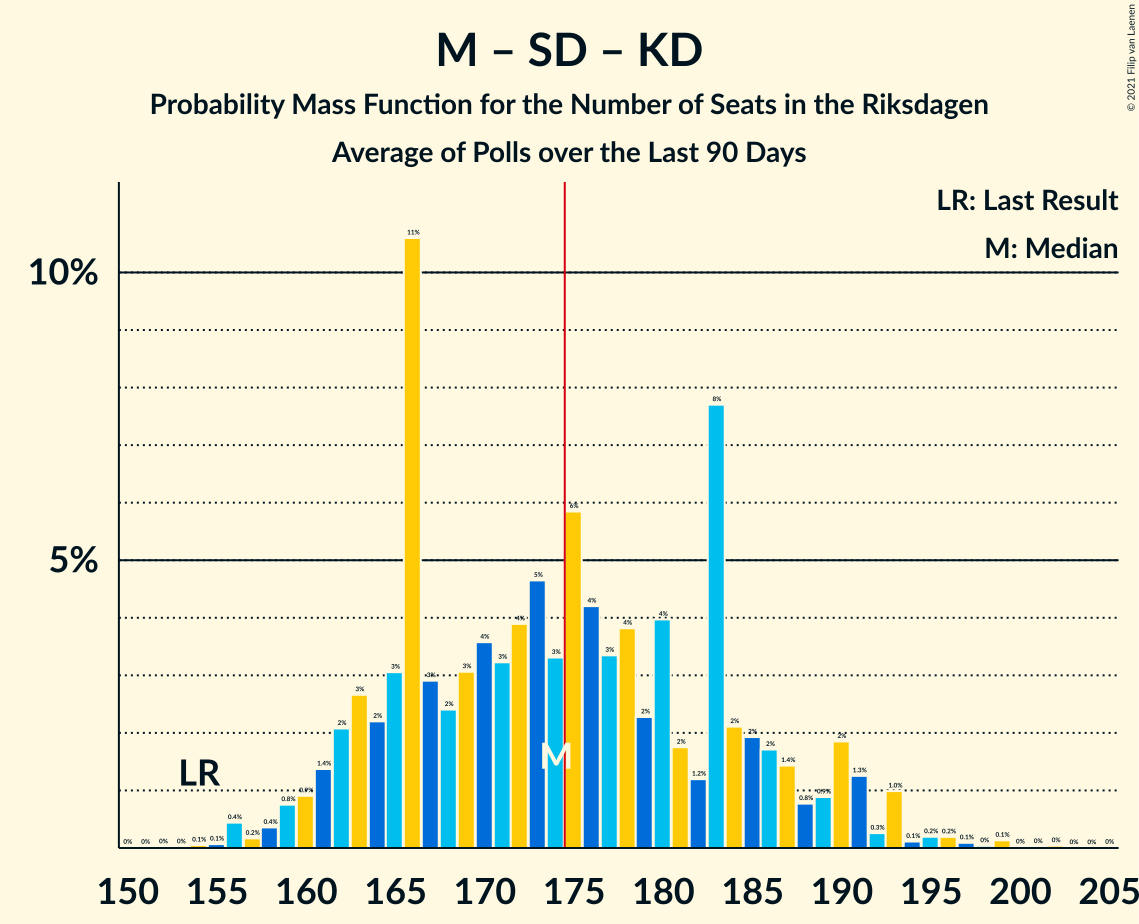 M – SD – KD
Probability Mass Function for the Number of Seats in the Riksdagen
Average of Polls over the Last 90 Days
© 2021 Filip van Laenen
LR: Last Result
M: Median
10%
5%
0% 0% 0% 0% 0.1% 0.1% 0.4% 0.2% 0.4% 0.8% 0.9% 1.4% 2% 3% 2% 3% 11% 3% 2% 3% 4% 3% 4% 5% 3% 6% 4% 3% 4% 2% 4% 2% 1.2% 8% 2% 2% 2% 1.4% 0.8% 0.9% 2% 1.3% 0.3% 1.0% 0.1% 0.2% 0.2% 0.1% 0% 0.1% 0% 0% 0% 0% 0% 0%
LR
M
150 155 160 165 170 175 180 185 190 195 200 205